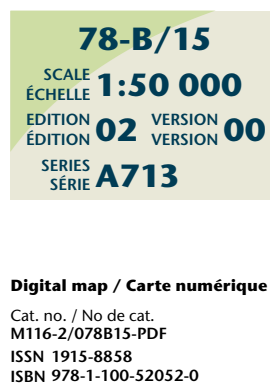 78-B/15
SCALE
ÉCHELLE 1:50 000
EDITION
ÉDITION 02 VERSION
VERSION 00
SERIES
SÉRIE A713
Digital map / Carte numérique
Cat. no. / No de cat.
M116-2/078B15-PDF
ISSN 1915-8858
ISBN 978-1-100-52052-0